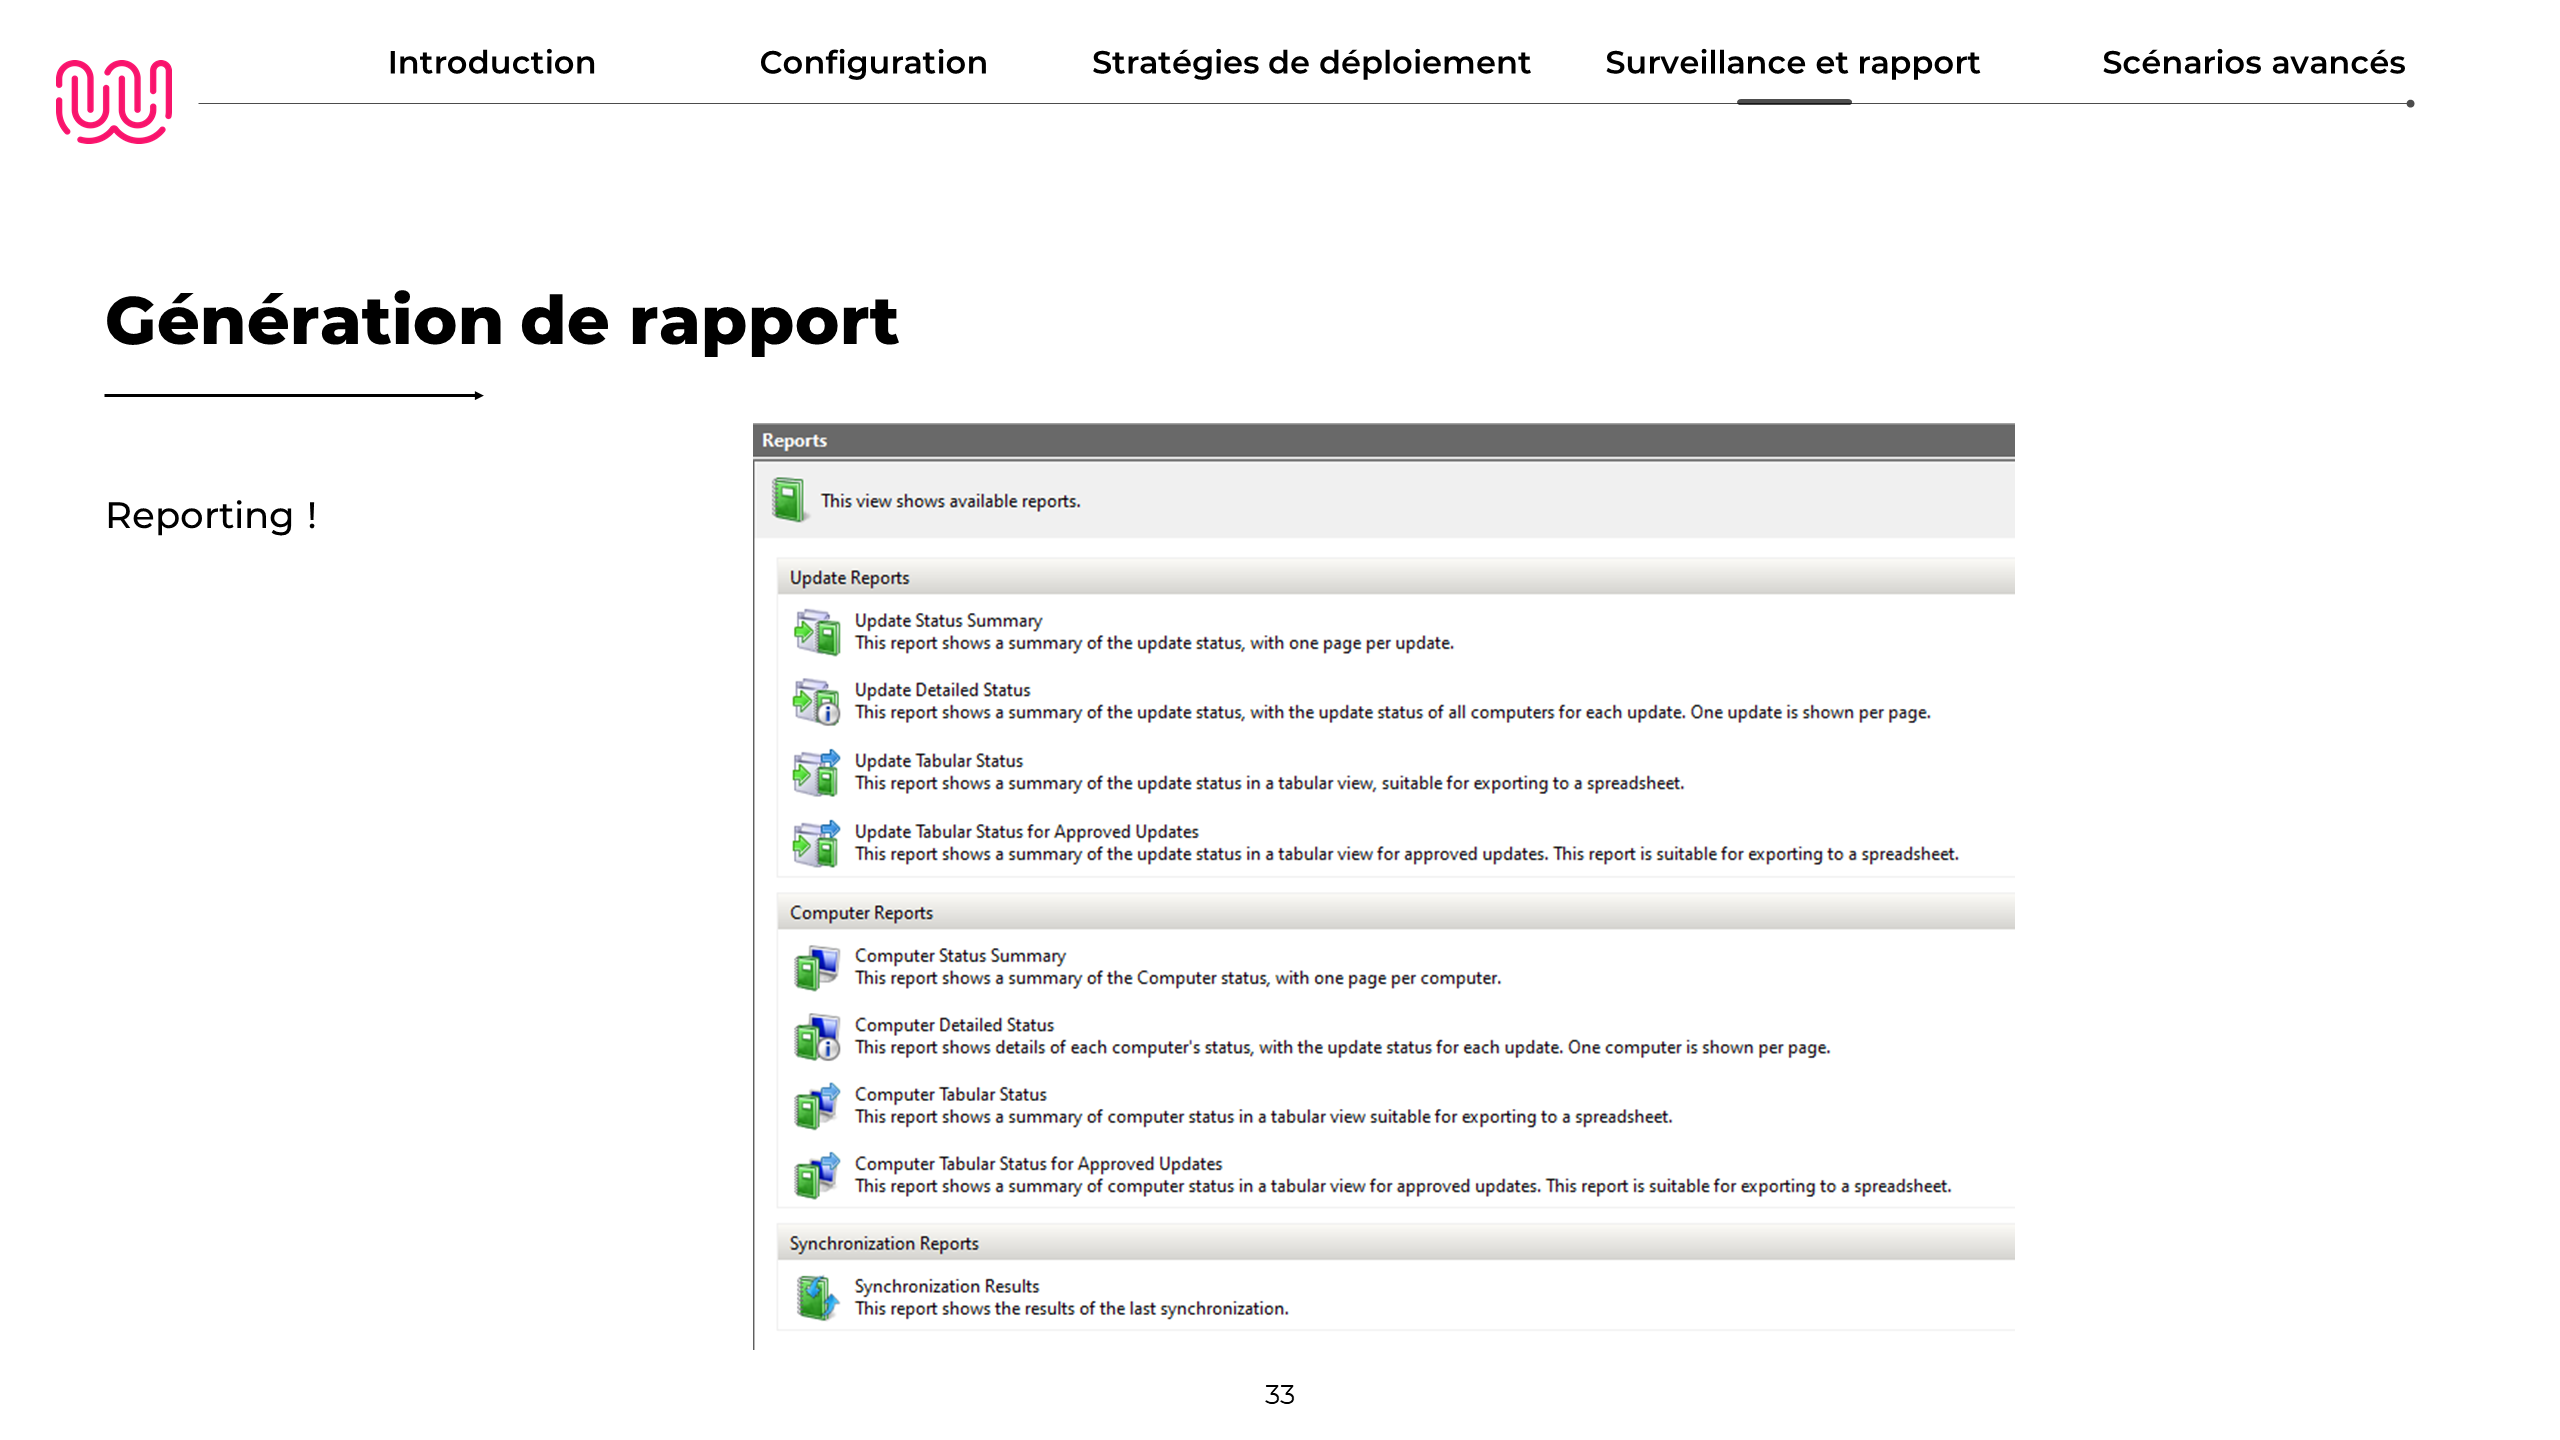 Introduction
Configuration
Stratégies de déploiement
Surveillance et rapport
Scénarios avancés
Génération de rapport
Reporting !
Reports
This view shows available reports.
Update Reports
Update Status Summary
This report shows a summary of the update status, with one page per update.
Update Detailed Status
This report shows a summary of the update status, with the update status of all computers for each update. One update is shown per page.
Update Tabular Status
This report shows a summary of the update status in a tabular view, suitable for exporting to a spreadsheet.
Update Tabular Status for Approved Updates
This report shows a summary of the update status in a tabular view for approved updates. This report is suitable for exporting to a spreadsheet.
Computer Reports
Computer Status Summary
This report shows a summary of the Computer status, with one page per computer.
Computer Detailed Status
This report shows details of each computer's status, with the update status for each update. One computer is shown per page.
Computer Tabular Status
This report shows a summary of computer status in a tabular view suitable for exporting to a spreadsheet.
Computer Tabular Status for Approved Updates
This report shows a summary of computer status in a tabular view for approved updates. This report is suitable for exporting to a spreadsheet.
Synchronization Reports
Synchronization Results
This report shows the results of the last synchronization.
33